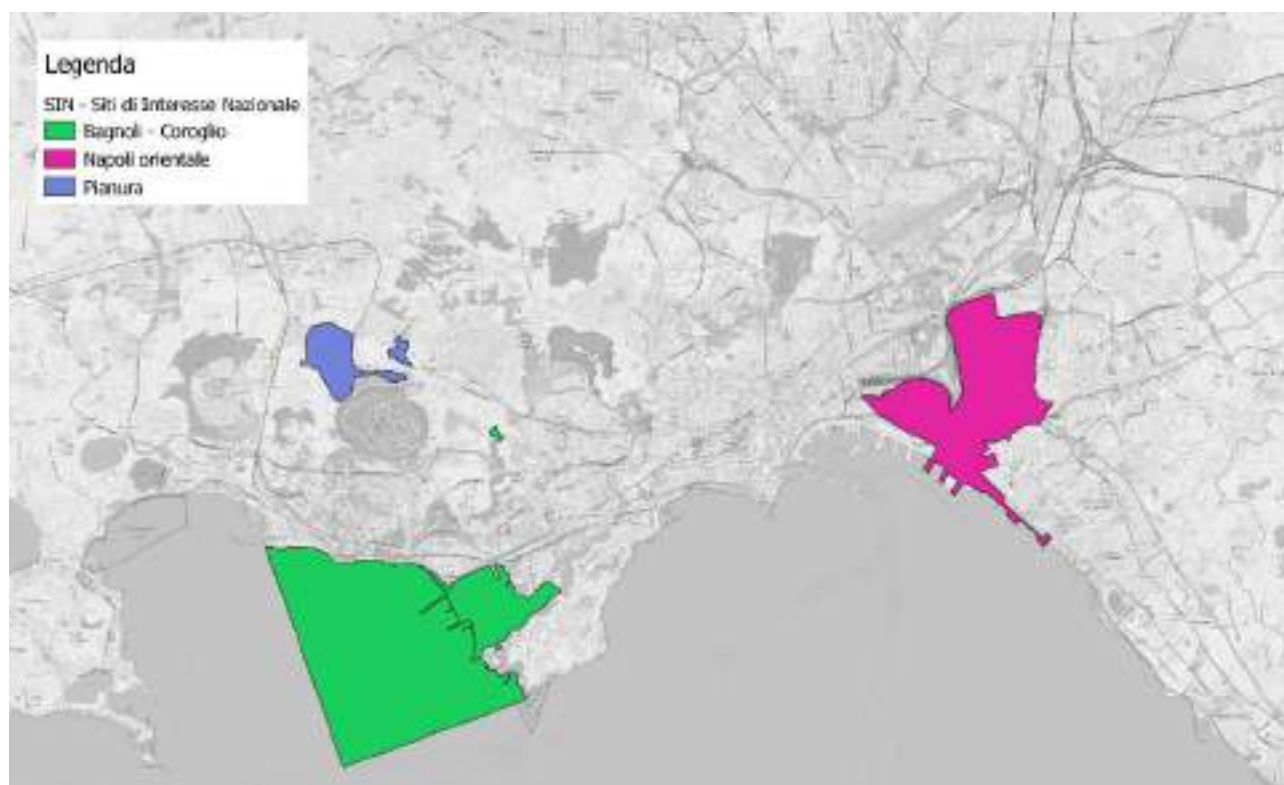 Legenda
SIN - Siti di Interesse Nazionale
Bagnoli - Coroglio
Napoli orientale
Pianura